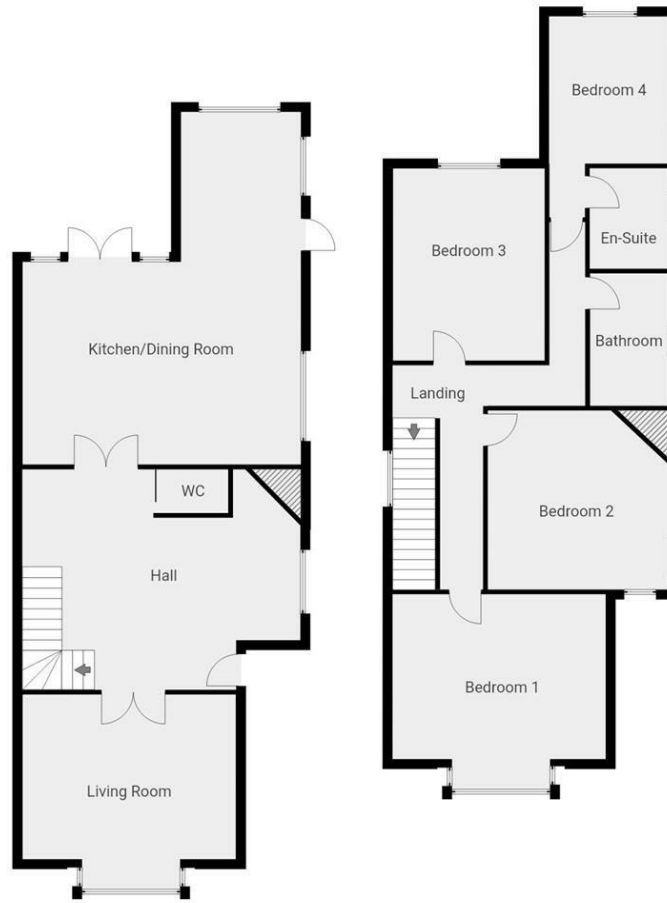 Kitchen/Dining Room
WC
Hall
Living Room
Bedroom 4
En-Suite
Bedroom 3
Bathroom
Landing
Bedroom 2
Bedroom 1